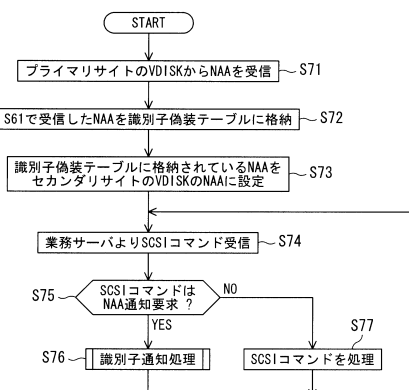 START
プライマリサイトのVDISKからNAAを受信
S71
S61で受信したNAAを識別子偽装テーブルに格納
S72
識別子偽装テーブルに格納されているNAAを
セカンダリサイトのVDISKのNAAに設定
S73
業務サーバよりSCSIコマンド受信
S74
S75
SCSIコマンドは
NAA通知要求 ?
NO
YES
S77
S76
識別子通知処理
SCSIコマンドを処理